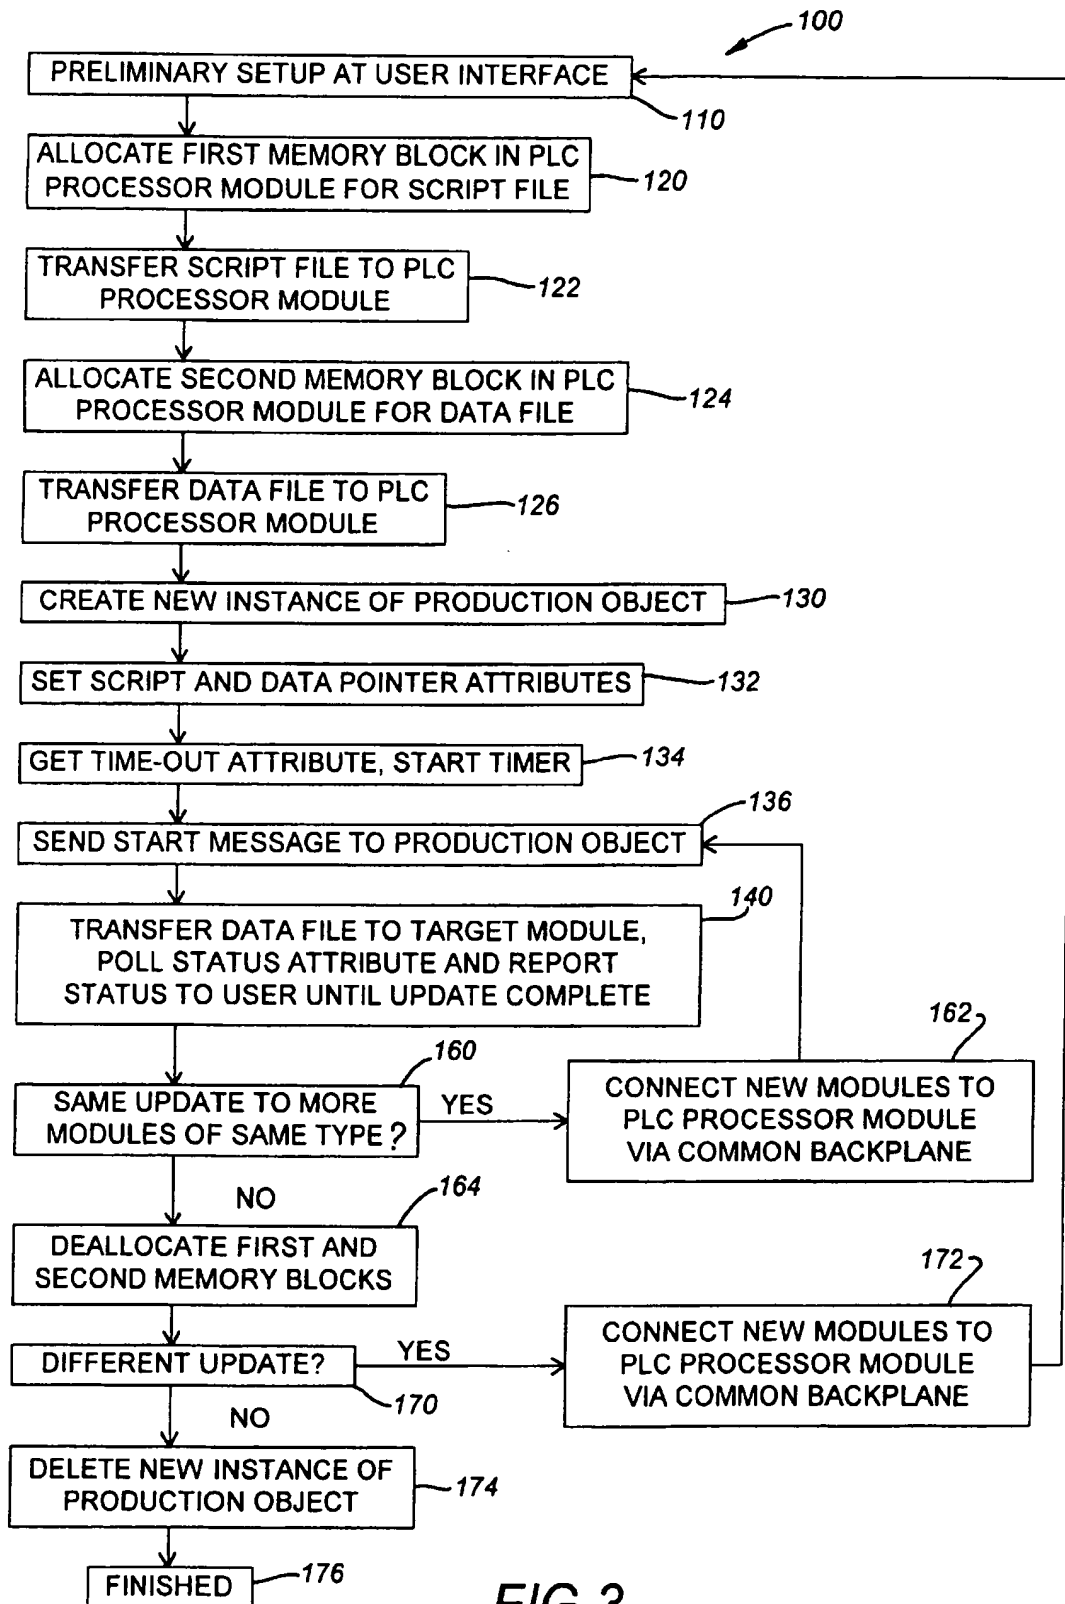 100
PRELIMINARY SETUP AT USER INTERFACE
110
ALLOCATE FIRST MEMORY BLOCK IN PLC
PROCESSOR MODULE FOR SCRIPT FILE
120
TRANSFER SCRIPT FILE TO PLC
PROCESSOR MODULE
122
ALLOCATE SECOND MEMORY BLOCK IN PLC
PROCESSOR MODULE FOR DATA FILE
124
TRANSFER DATA FILE TO PLC
PROCESSOR MODULE
126
CREATE NEW INSTANCE OF PRODUCTION OBJECT
130
SET SCRIPT AND DATA POINTER ATTRIBUTES
132
GET TIME-OUT ATTRIBUTE, START TIMER
134
136
SEND START MESSAGE TO PRODUCTION OBJECT
140
TRANSFER DATA FILE TO TARGET MODULE,
POLL STATUS ATTRIBUTE AND REPORT
STATUS TO USER UNTIL UPDATE COMPLETE
160
SAME UPDATE TO MORE
MODULES OF SAME TYPE?
YES
162
CONNECT NEW MODULES TO
PLC PROCESSOR MODULE
VIA COMMON BACKPLANE
NO
164
DEALLOCATE FIRST AND
SECOND MEMORY BLOCKS
DIFFERENT UPDATE?
170
YES
172
CONNECT NEW MODULES TO
PLC PROCESSOR MODULE
VIA COMMON BACKPLANE
NO
DELETE NEW INSTANCE OF
PRODUCTION OBJECT
174
FINISHED
176
FIG.3